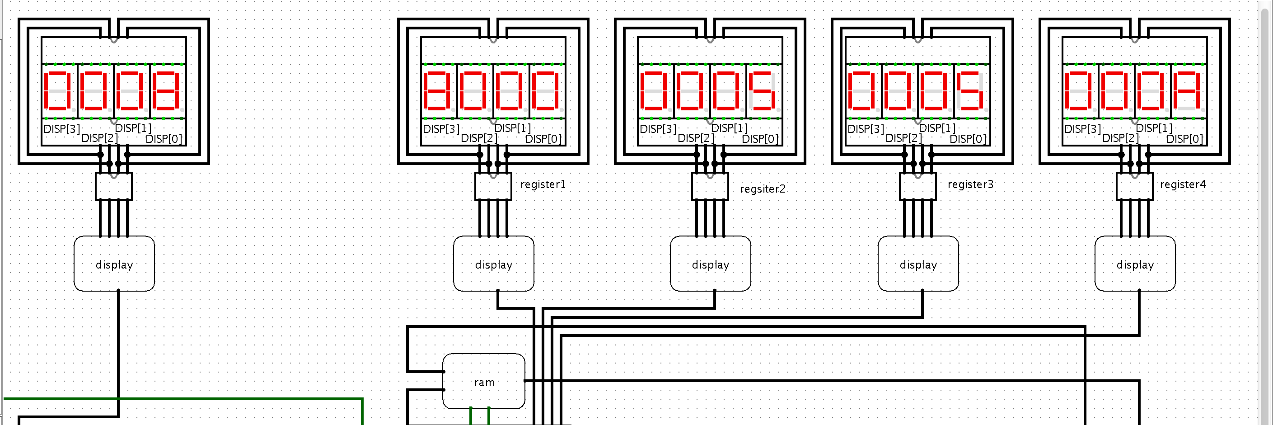 0008
8000
0005
0005
000A
DISP[3] DISP[2] DISP[1] DISP[0]
DISP[3] DISP[2] DISP[1] DISP[0]
DISP[3] DISP[2] DISP[1] DISP[0]
DISP[3] DISP[2] DISP[1] DISP[0]
DISP[3] DISP[2] DISP[1] DISP[0]
register1
regsiter2
register3
register4
display
display
display
display
display
ram